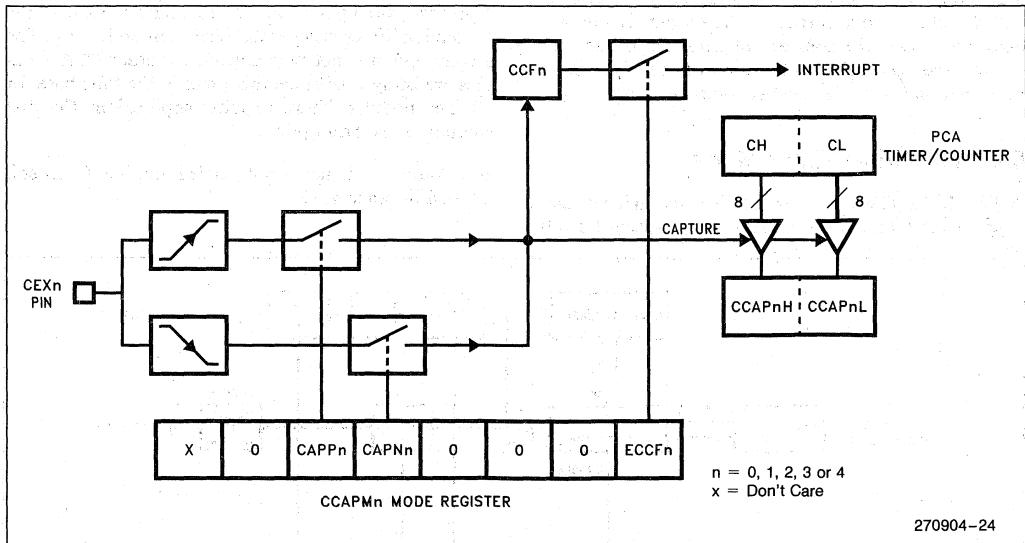 CCFn
INTERRUPT
CH
CL
PCA
TIMER/COUNTER
8
8
CAPTURE
CEXn
PIN
CCAPnH
CCAPnL
X
0
CAPPn
CAPNn
0
0
0
ECCFn
CCAPMn MODE REGISTER
n = 0, 1, 2, 3 or 4
x = Don't Care
270904-24